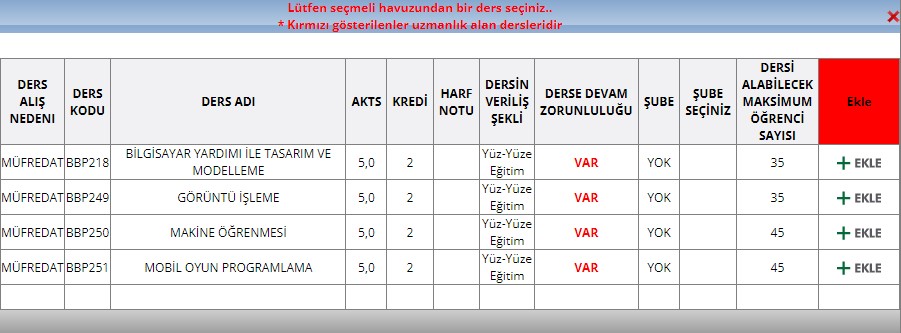 Lütfen seçmeli havuzundan bir ders seçiniz..
* Kırmızı gösterilenler uzmanlık alan dersleridir
DERS ALIŞ NEDENI DERS KODU DERS ADI AKTS KREDİ HARF NOTU DERSİN VERİLİŞ ŞEKLİ DERSE DEVAM ZORUNLULUĞU ŞUBE ŞUBE SEÇİNİZ DERSİ ALABİLECEK MAKSİMUM ÖĞRENCİ SAYISI Ekle
MÜFREDAT BBP218 BİLGİSAYAR YARDIMI İLE TASARIM VE MODELLEME 5,0 2 Yüz-Yüze Eğitim VAR YOK 35 + EKLE
MÜFREDAT BBP249 GÖRÜNTÜ İŞLEME 5,0 2 Yüz-Yüze Eğitim VAR YOK 35 + EKLE
MÜFREDAT BBP250 MAKİNE ÖĞRENMESİ 5,0 2 Yüz-Yüze Eğitim VAR YOK 45 + EKLE
MÜFREDAT BBP251 MOBİL OYUN PROGRAMLAMA 5,0 2 Yüz-Yüze Eğitim VAR YOK 45 + EKLE